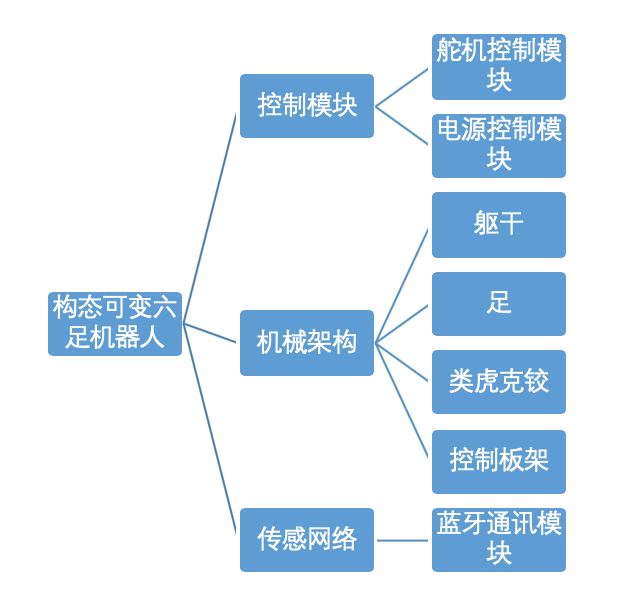 构态可变六
足机器人
控制模块
舵机控制模
块
电源控制模
块
机械架构
躯干
足
类虎克铰
控制板架
传感网络
蓝牙通讯模
块